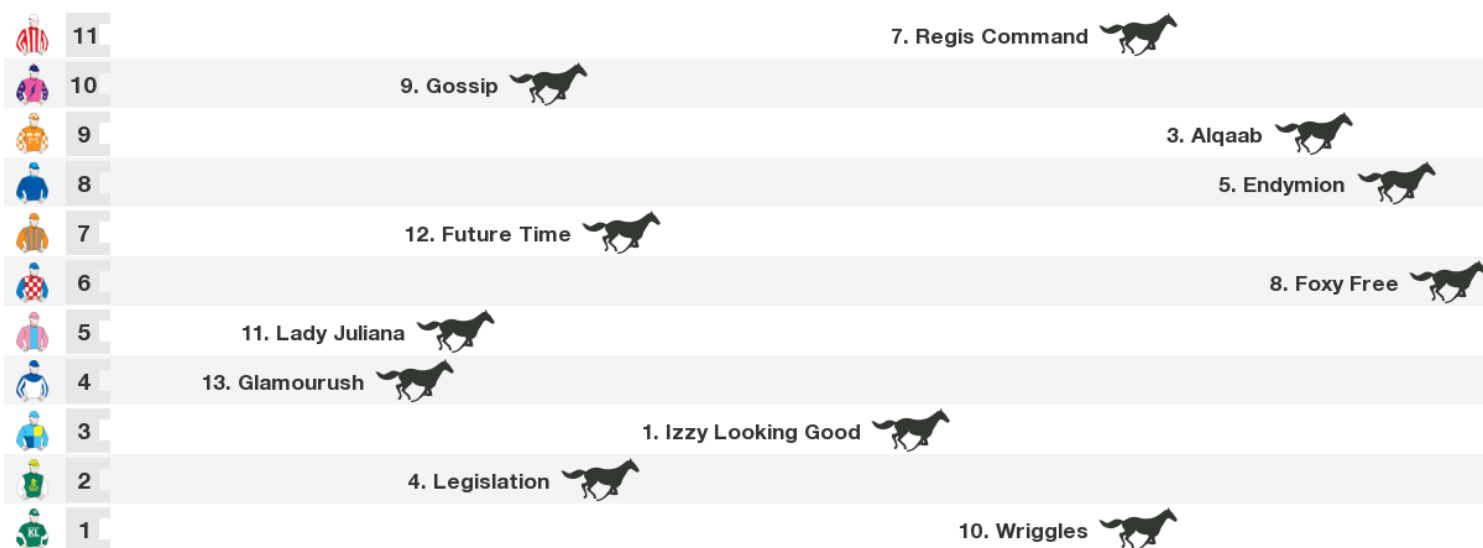 11 7. Regis Command
10 9. Gossip
9 3. Alqaab
8 5. Endymion
7 12. Future Time
6 8. Foxy Free
5 11. Lady Juliana
4 13. Glamourush
3 1. Izzy Looking Good
2 4. Legislation
KL 1 10. Wriggles